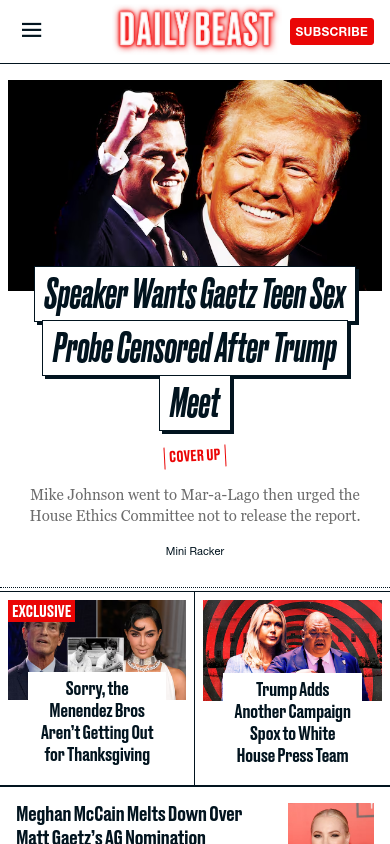 DAILY BEAST
SUBSCRIBE
Speaker Wants Gaetz Teen Sex
Probe Censored After Trump
Meet
COVER UP
Mike Johnson went to Mar-a-Lago then urged the
House Ethics Committee not to release the report.
Mini Racker
EXCLUSIVE
Sorry, the
Menendez Bros
Aren't Getting Out
for Thanksgiving
Trump Adds
Another Campaign
Spox to White
House Press Team
Meghan McCain Melts Down Over
Matt Gaetz's AG Nomination